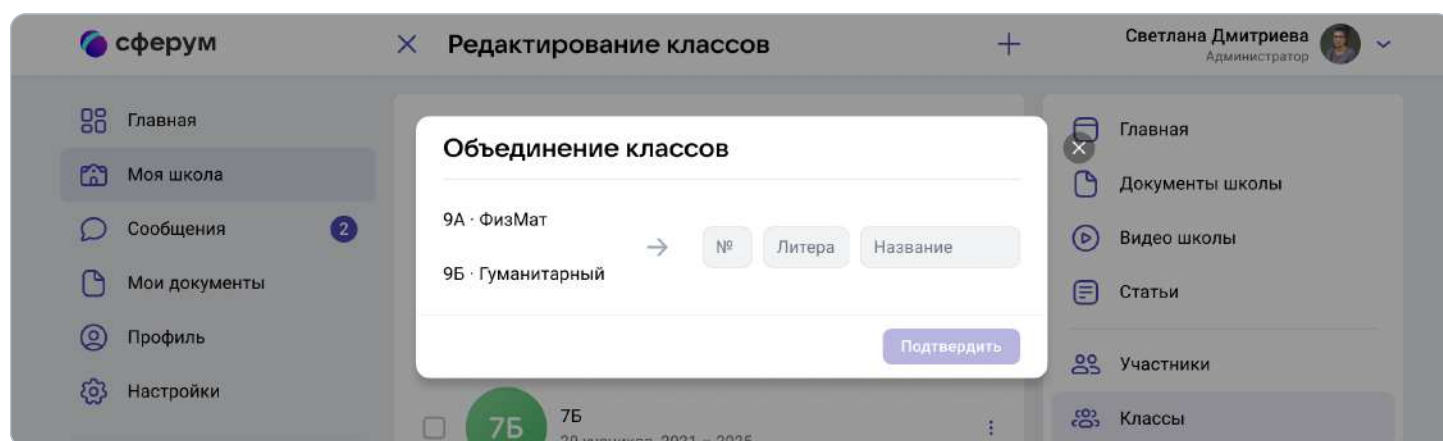 сферум
Редактирование классов
Светлана Дмитриева
Администратор
Главная
Моя школа
Сообщения 2
Мои документы
Профиль
Настройки
Объединение классов
9А · ФизМат
9Б · Гуманитарный
№ Литера Название
Подтвердить
7Б 7Б
Главная
Документы школы
Видео школы
Статьи
Участники
Классы